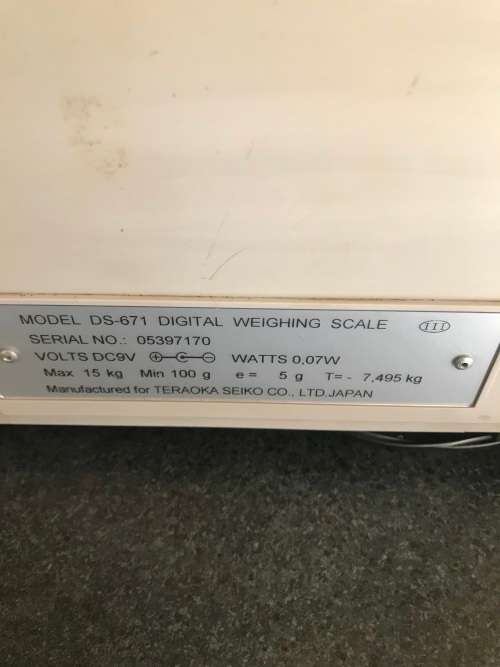 MODEL DS-671 DIGITAL WEIGHING SCALE III
SERIAL NO.: 05397170
VOLTS DC9V WATTS 0,07W
Max 15 kg Min 100 g e = 5 g T= - 7,495 kg
Manufactured for TERAOKA SEIKO CO., LTD.JAPAN